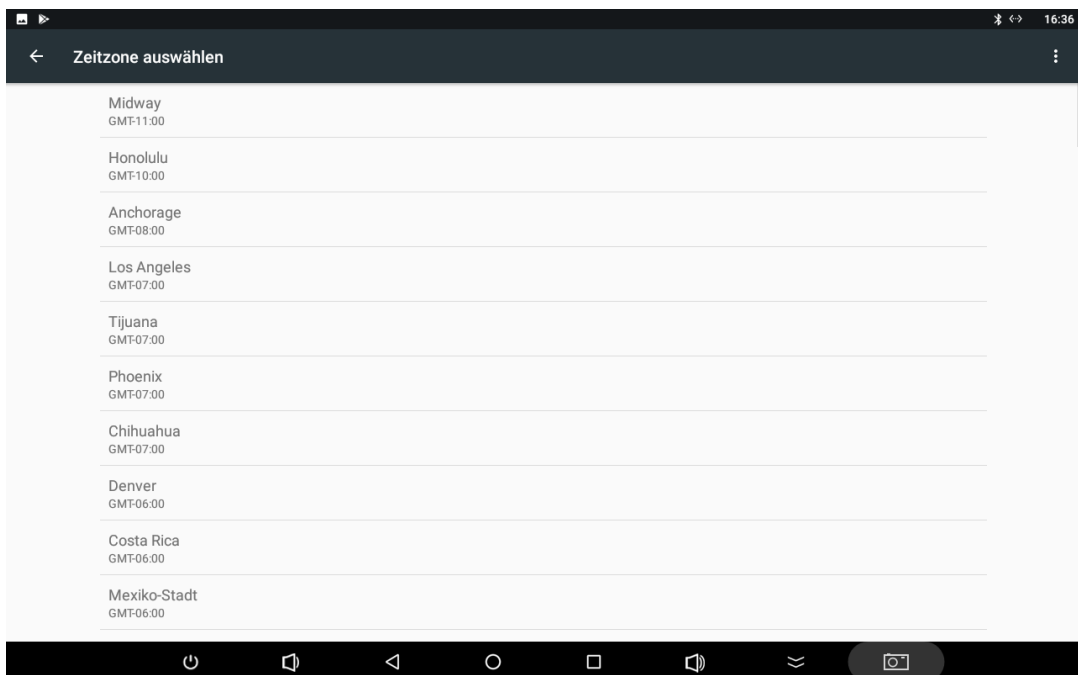 16:36
Zeitzone auswählen
Midway
GMT-11:00
Honolulu
GMT-10:00
Anchorage
GMT-08:00
Los Angeles
GMT-07:00
Tijuana
GMT-07:00
Phoenix
GMT-07:00
Chihuahua
GMT-07:00
Denver
GMT-06:00
Costa Rica
GMT-06:00
Mexiko-Stadt
GMT-06:00